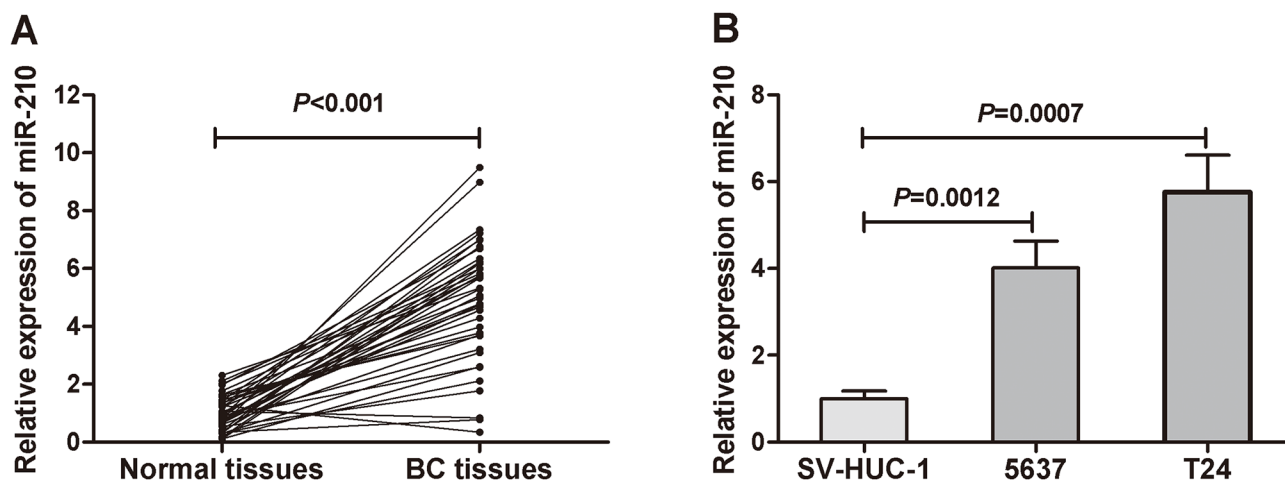 A
Relative expression of miR-210
12
10
8
6
4
2
0
P<0.001
Normal tissues
BC tissues
B
Relative expression of miR-210
8
6
4
2
0
P=0.0007
P=0.0012
SV-HUC-1
5637
T24